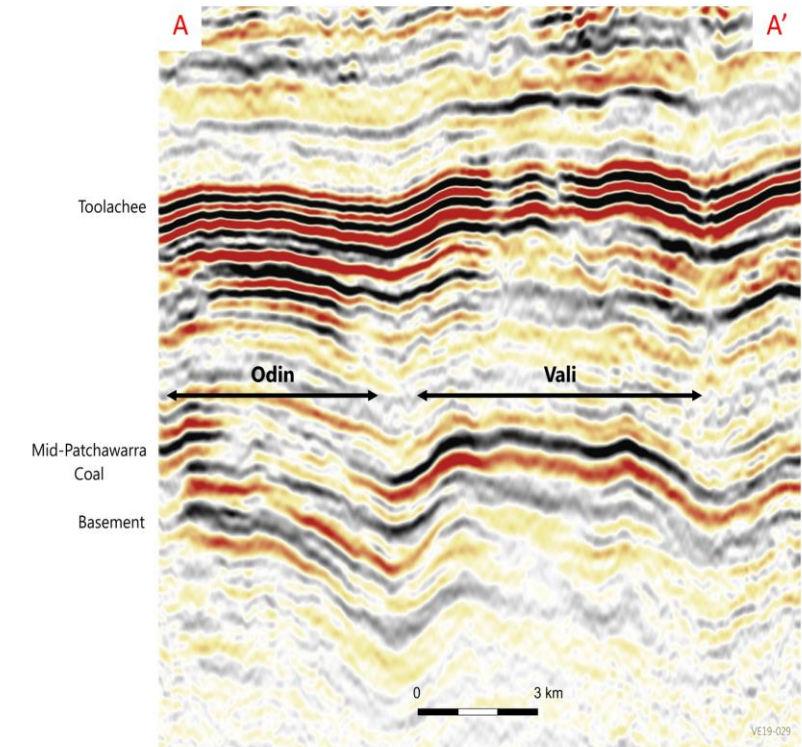 A
A’
Toolachee
Odin
Vali
Mid-Patchawarra
Coal
Basement
0
3 km
VE19-029